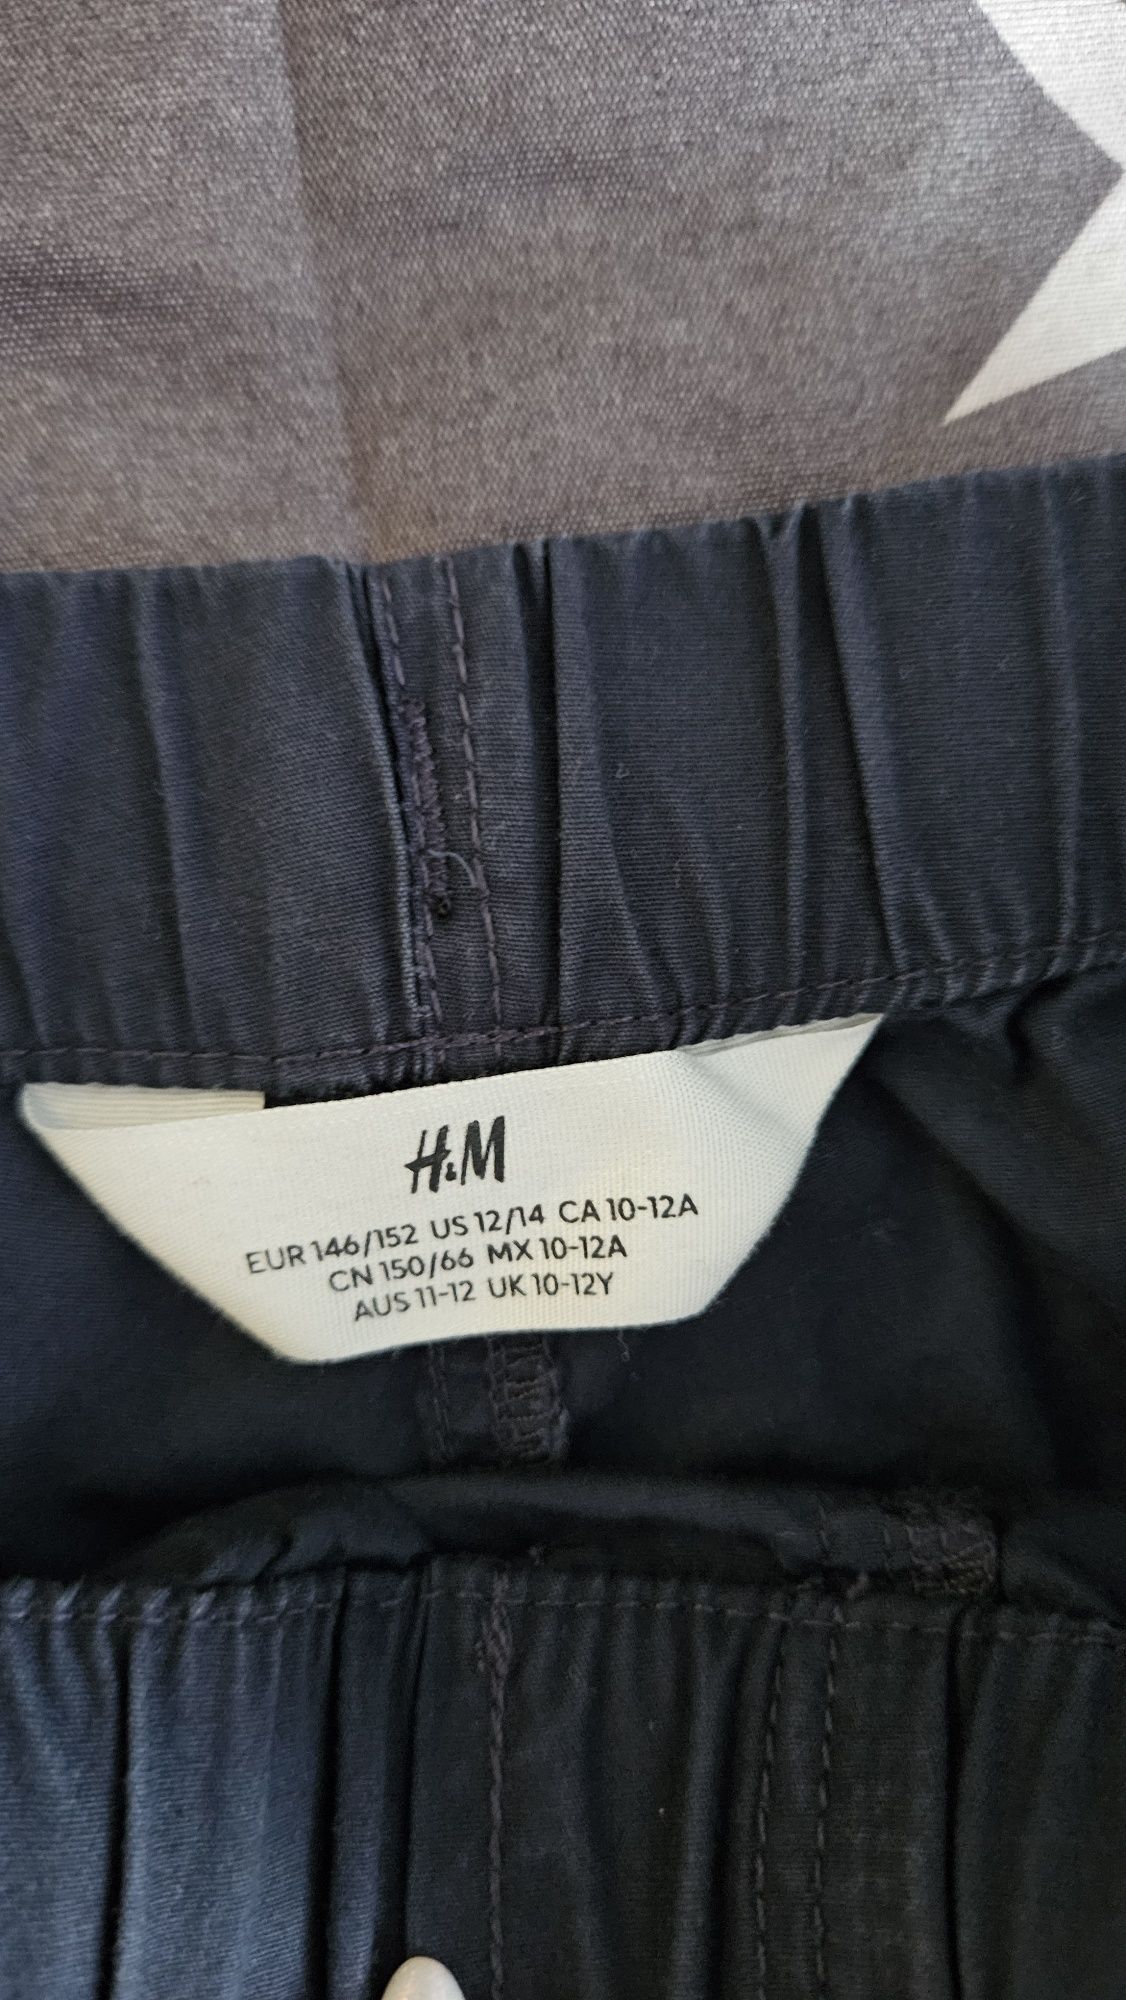 H&M
EUR 146/152 US 12/14 CA 10-12A
CN 150/66 MX 10-12A
AUS 11-12 UK 10-12Y